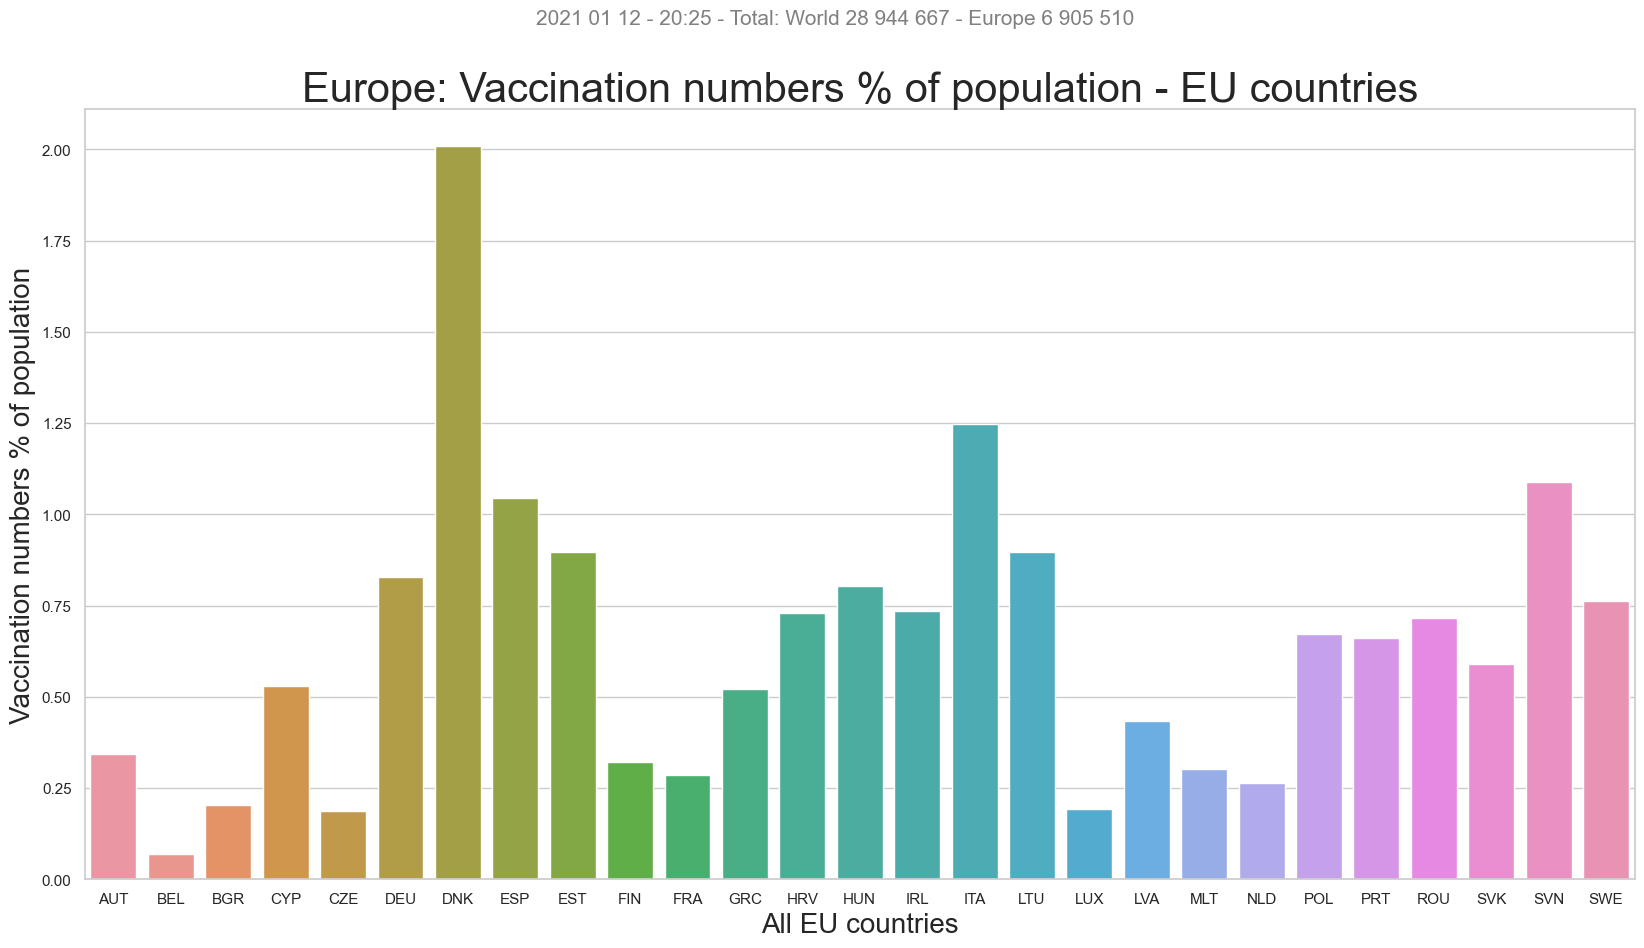 2021 01 12 - 20:25 - Total: World 28 944 667 - Europe 6 905 510
Europe: Vaccination numbers % of population - EU countries
Vaccination numbers % of population
2.00
1.75
1.50
1.25
1.00
0.75
0.50
0.25
0.00
AUT BEL BGR CYP CZE DEU DNK ESP EST FIN FRA GRC HRV HUN IRL ITA LTU LUX LVA MLT NLD POL PRT ROU SVK SVN SWE
All EU countries